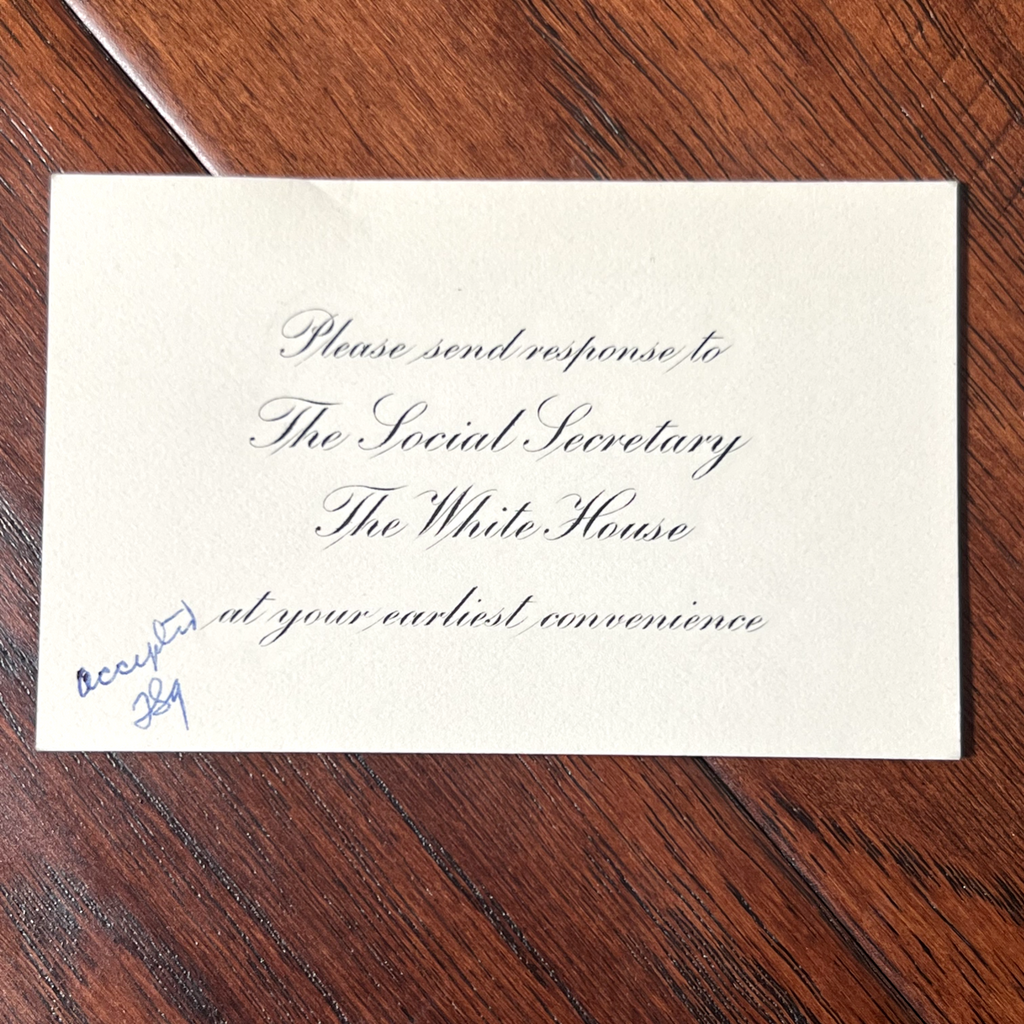 Please send response to
The Social Secretary
The White House
at your earliest convenience
accepted